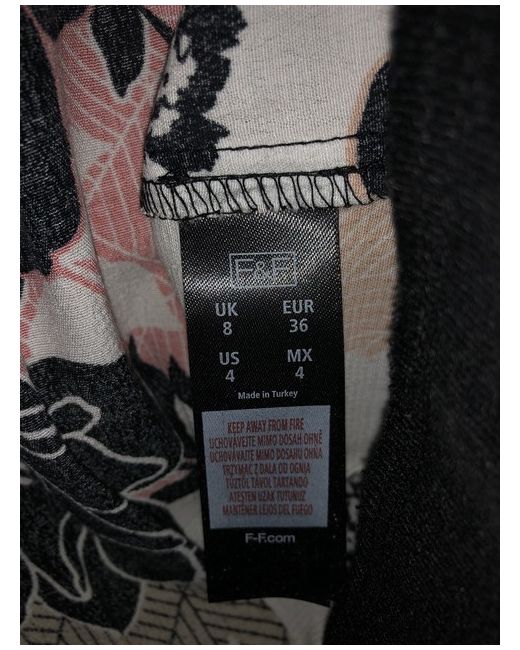 F&F
UK EUR
8 36
US MX
4 4
Made in Turkey
KEEP AWAY FROM FIRE
UCHOVÁVEJTE MIMO DOSAH OHNĚ
UCHOVÁVAJTE MIMO DOSAHU OHŇA
TRZYMAĆ Z DALA OD OGNIA
TŰZTŐL TÁVOL TARTANDÓ
ATEŞTEN UZAK TUTUNUZ
MANTENER LEJOS DEL FUEGO
F-F.com